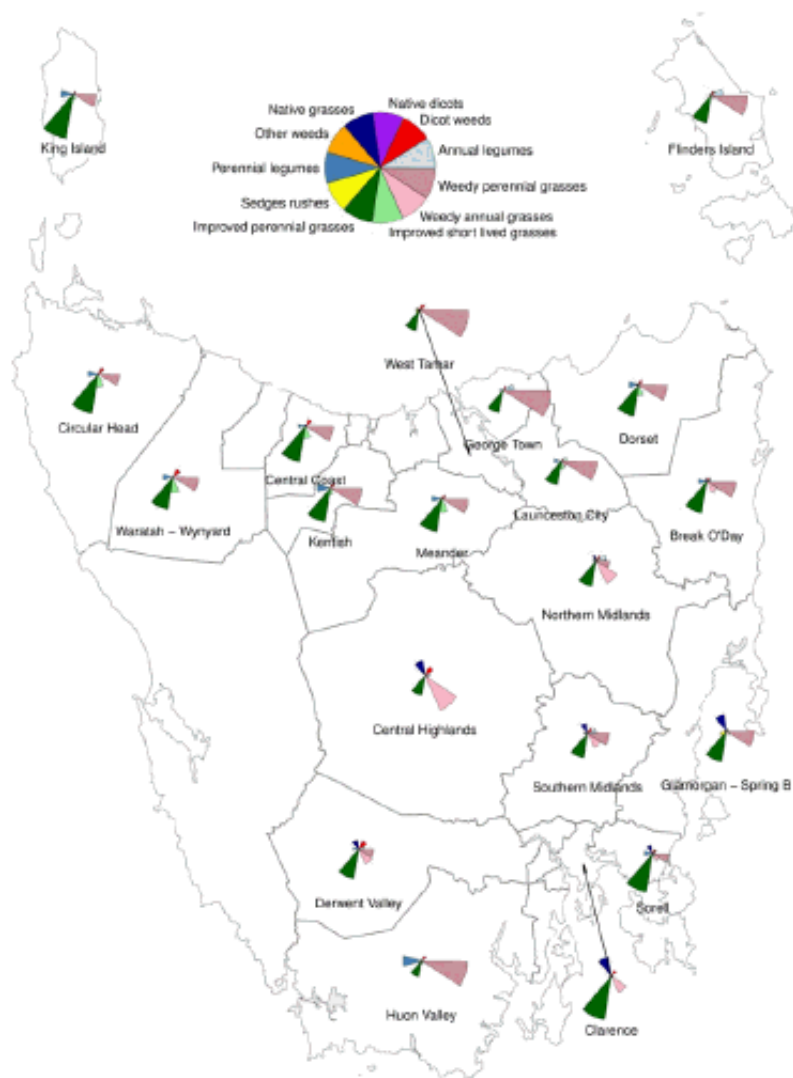 Native grasses
Native dicots
Dicot weeds
Other weeds
Annual legumes
Perennial legumes
Weedy perennial grasses
Sedges rushes
Weedy annual grasses
Improved perennial grasses
Improved short lived grasses
King Island
Flinders Island
West Tamar
Circular Head
George Town
Dorset
Central Coast
Launceston City
Waratah – Wynyard
Kentish
Meander
Break O'Day
Northern Midlands
Central Highlands
Southern Midlands
Glamorgan – Spring B
Derwent Valley
Sorell
Huon Valley
Clarence